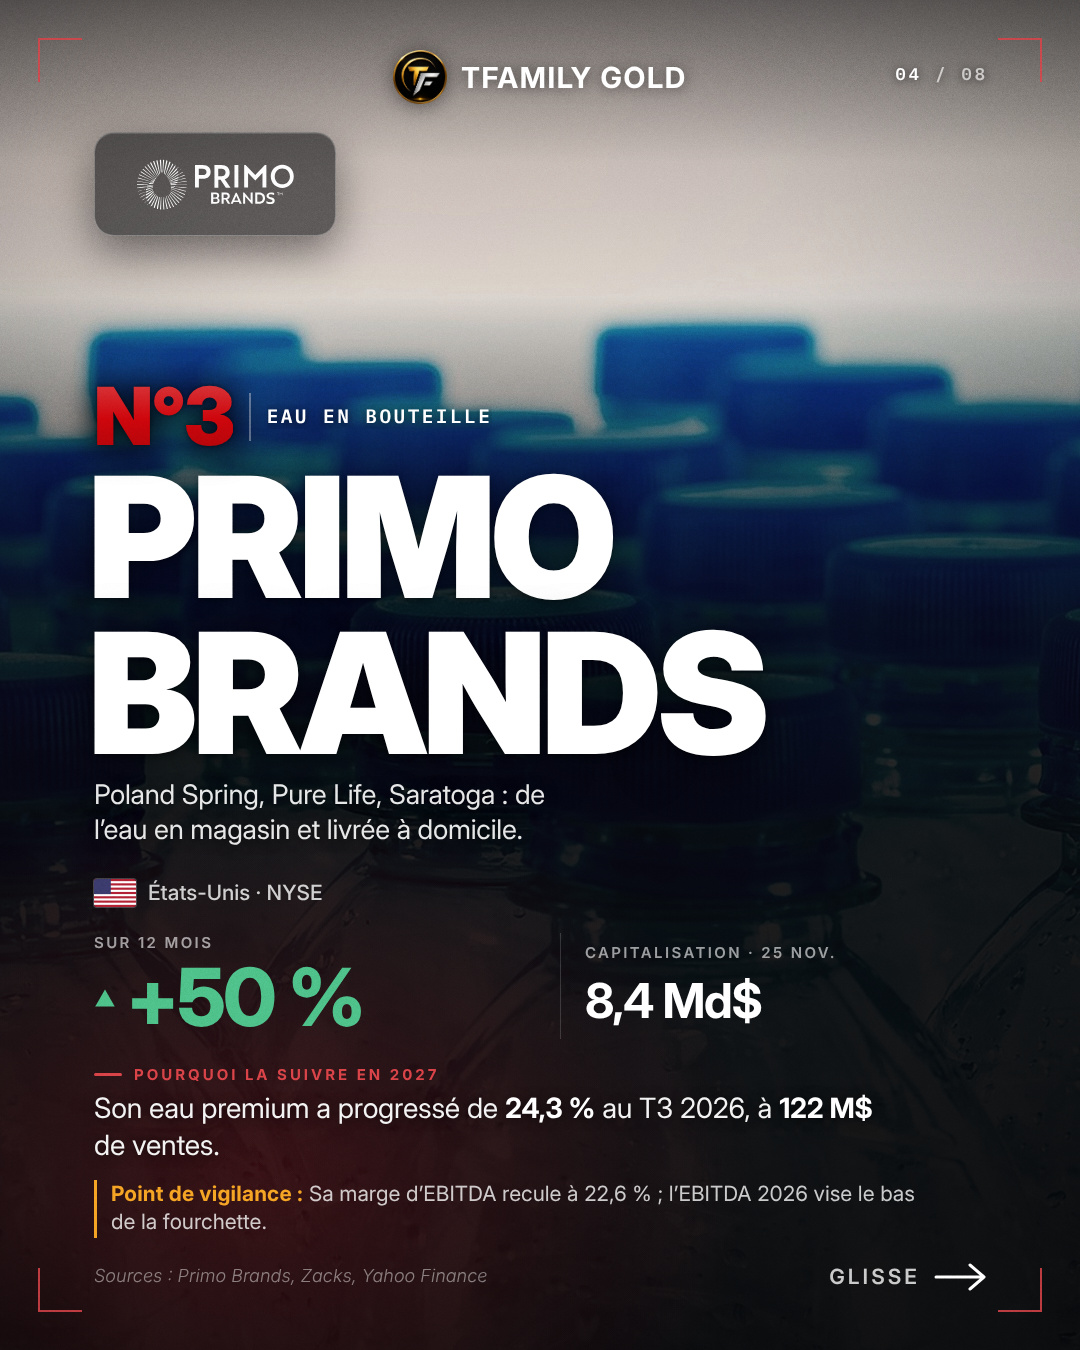 TFAMILY GOLD
04 / 08
PRIMO
BRANDS™
N°3
EAU EN BOUTEILLE
PRIMO
BRANDS
Poland Spring, Pure Life, Saratoga : de
l’eau en magasin et livrée à domicile.
États-Unis · NYSE
SUR 12 MOIS
+50 %
CAPITALISATION · 25 NOV.
8,4 Md$
POURQUOI LA SUIVRE EN 2027
Son eau premium a progressé de 24,3 % au T3 2026, à 122 M$
de ventes.
Point de vigilance : Sa marge d’EBITDA recule à 22,6 % ; l’EBITDA 2026 vise le bas
de la fourchette.
Sources : Primo Brands, Zacks, Yahoo Finance
GLISSE